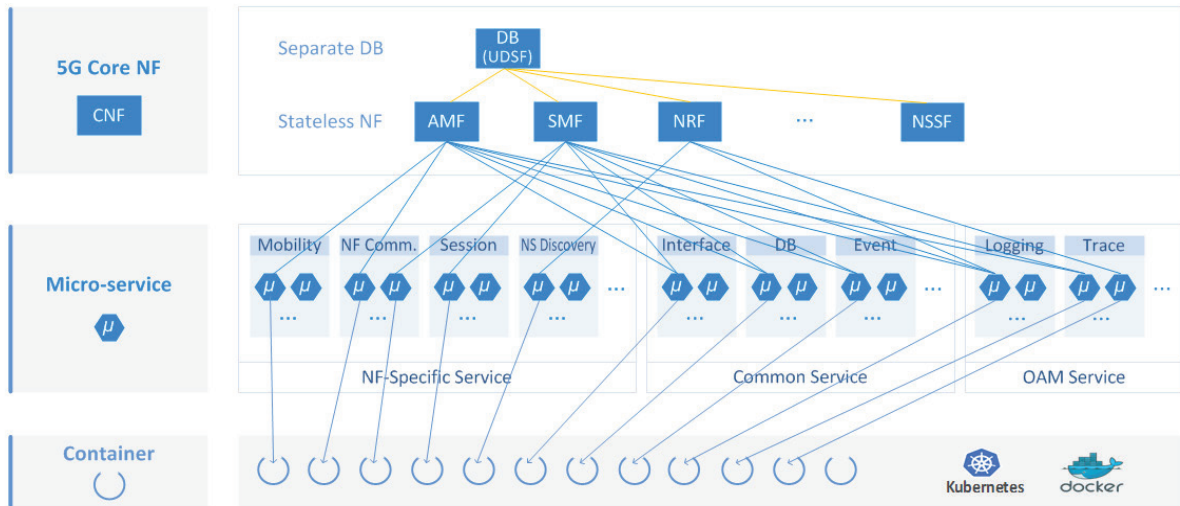 5G Core NF
CNF
Separate DB
DB
(UDSF)
Stateless NF
AMF
SMF
NRF
...
NSSF
Micro-service
μ
Mobility
NF Comm.
Session
NS Discovery
Interface
DB
Event
Logging
Trace
μ μ μ μ μ μ μ μ ... μ μ μ μ μ μ ... μ μ μ μ ...
... ... ... ... ... ... ... ... ...
NF-Specific Service
Common Service
OAM Service
Container
Kubernetes
docker